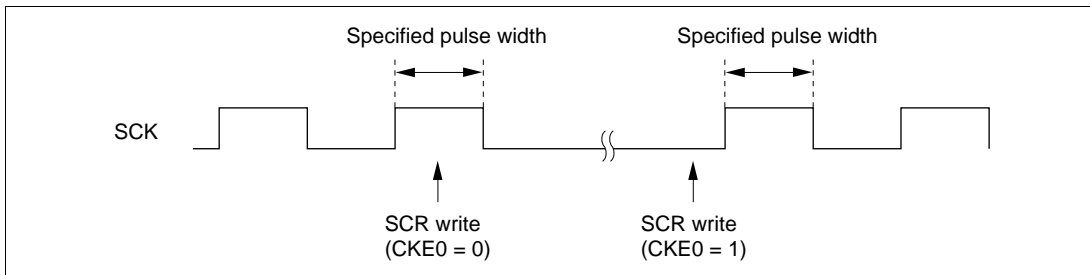 Specified pulse width
Specified pulse width
SCK
SCR write
(CKE0 = 0)
SCR write
(CKE0 = 1)